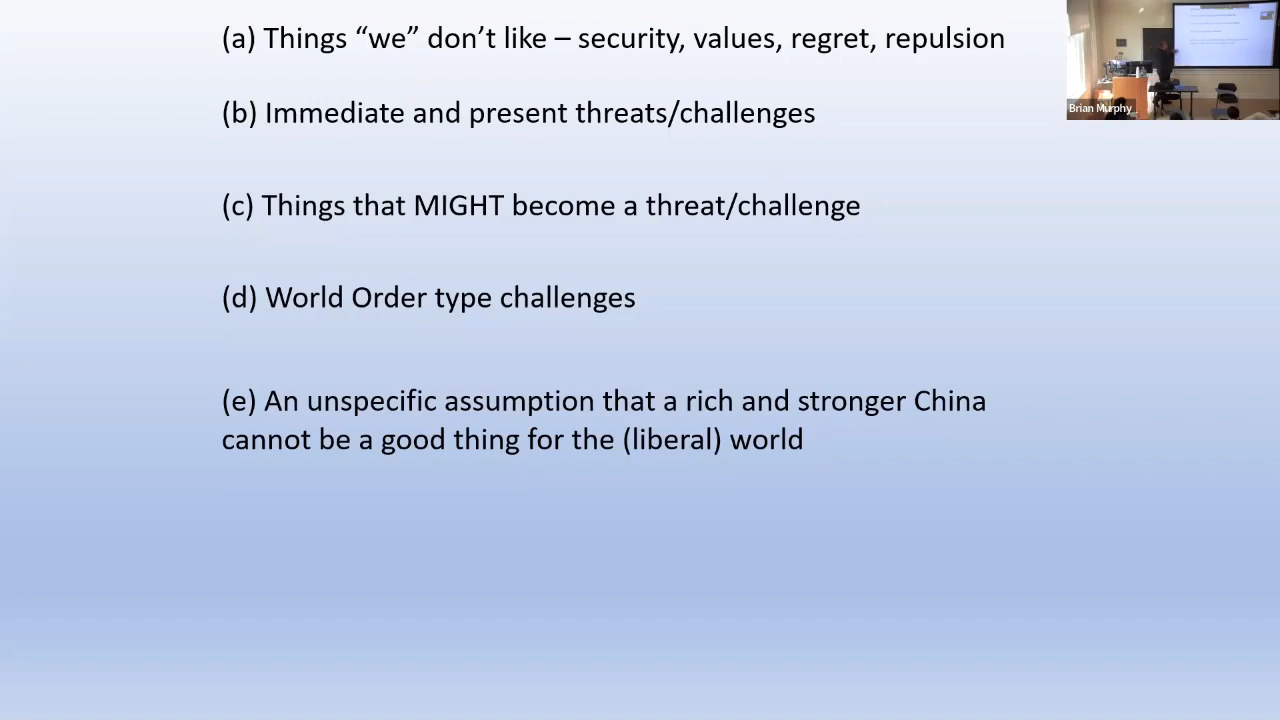 (a) Things “we” don’t like – security, values, regret, repulsion
(b) Immediate and present threats/challenges
(c) Things that MIGHT become a threat/challenge
(d) World Order type challenges
(e) An unspecific assumption that a rich and stronger China
cannot be a good thing for the (liberal) world
Brian Murphy